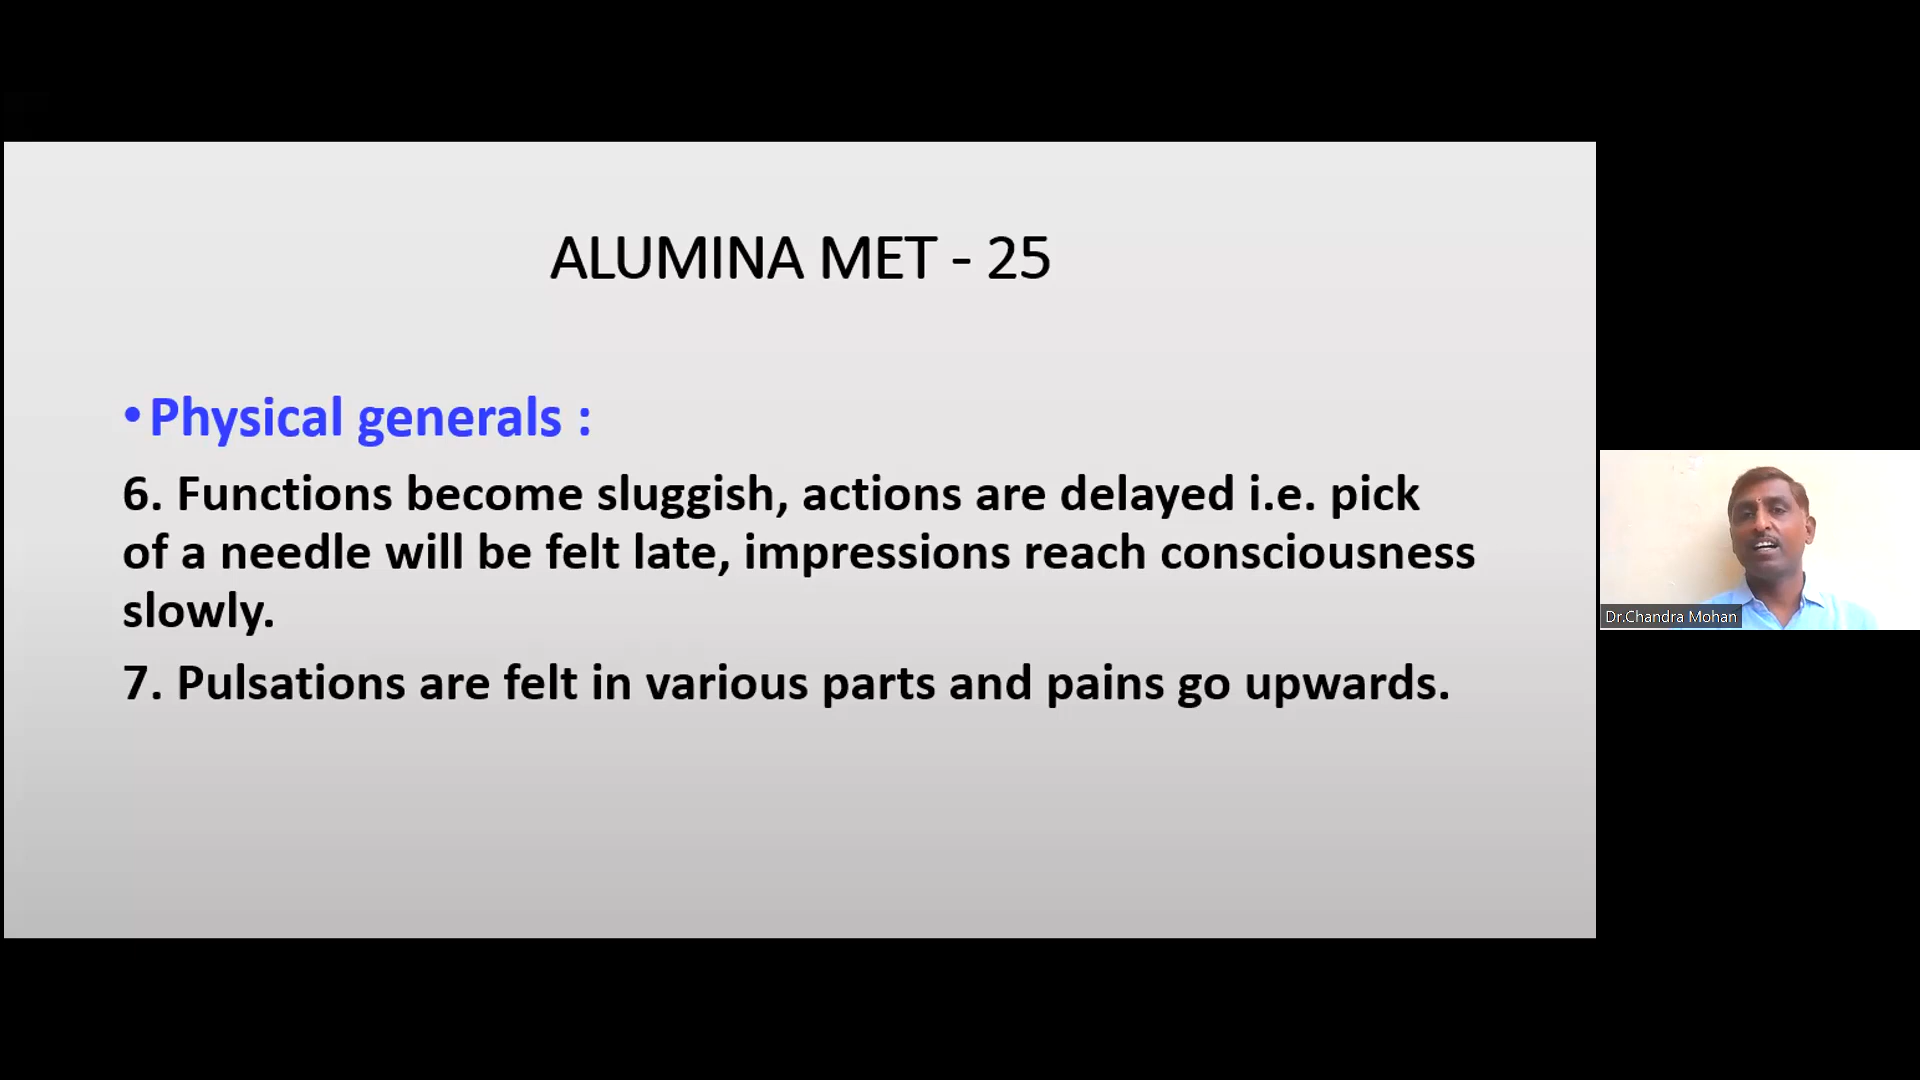 ALUMINA MET - 25
•Physical generals :
6. Functions become sluggish, actions are delayed i.e. pick
of a needle will be felt late, impressions reach consciousness
slowly.
7. Pulsations are felt in various parts and pains go upwards.
Dr.Chandra Mohan